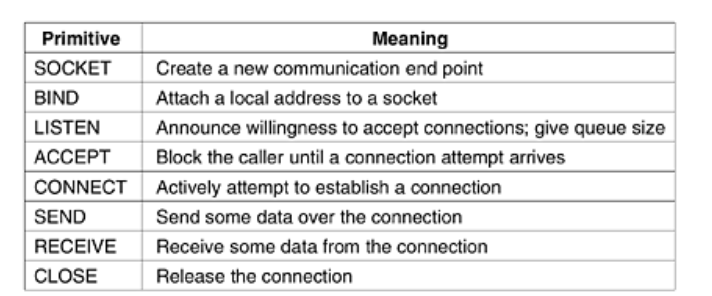 Primitive Meaning
SOCKET Create a new communication end point
BIND Attach a local address to a socket
LISTEN Announce willingness to accept connections; give queue size
ACCEPT Block the caller until a connection attempt arrives
CONNECT Actively attempt to establish a connection
SEND Send some data over the connection
RECEIVE Receive some data from the connection
CLOSE Release the connection